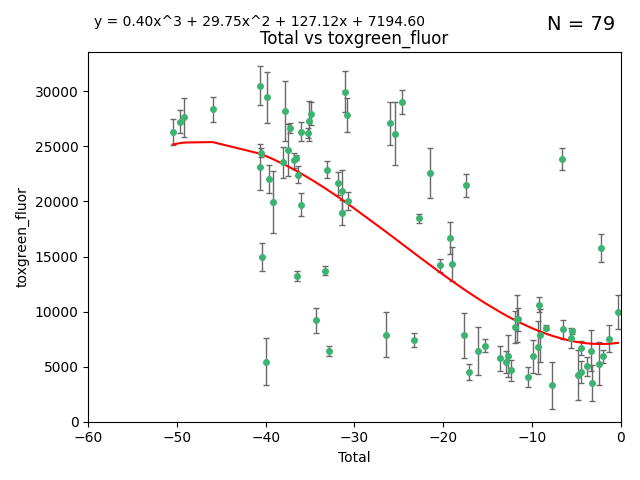 y = 0.40x^3 + 29.75x^2 + 127.12x + 7194.60
N = 79
Total vs toxgreen_fluor
30000
25000
20000
15000
10000
5000
0
toxgreen_fluor
−60
−50
−40
−30
−20
−10
0
Total